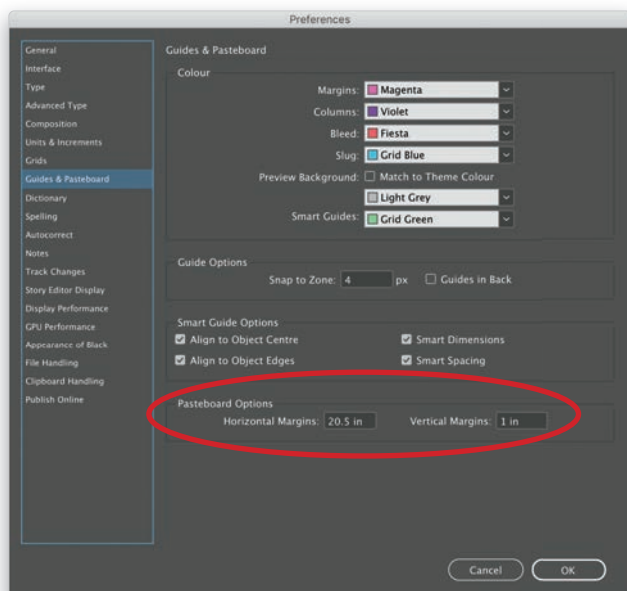 Preferences
General
Interface
Type
Advanced Type
Composition
Units & Increments
Grids
Guides & Pasteboard
Dictionary
Spelling
Autocorrect
Notes
Track Changes
Story Editor Display
Display Performance
GPU Performance
Appearance of Black
File Handling
Clipboard Handling
Publish Online
Guides & Pasteboard
Colour
Margins: Magenta
Columns: Violet
Bleed: Fiesta
Slug: Grid Blue
Preview Background: Match to Theme Colour
Light Grey
Smart Guides: Grid Green
Guide Options
Snap to Zone: 4 px Guides in Back
Smart Guide Options
Align to Object Centre Smart Dimensions
Align to Object Edges Smart Spacing
Pasteboard Options
Horizontal Margins: 20.5 in Vertical Margins: 1 in
Cancel OK